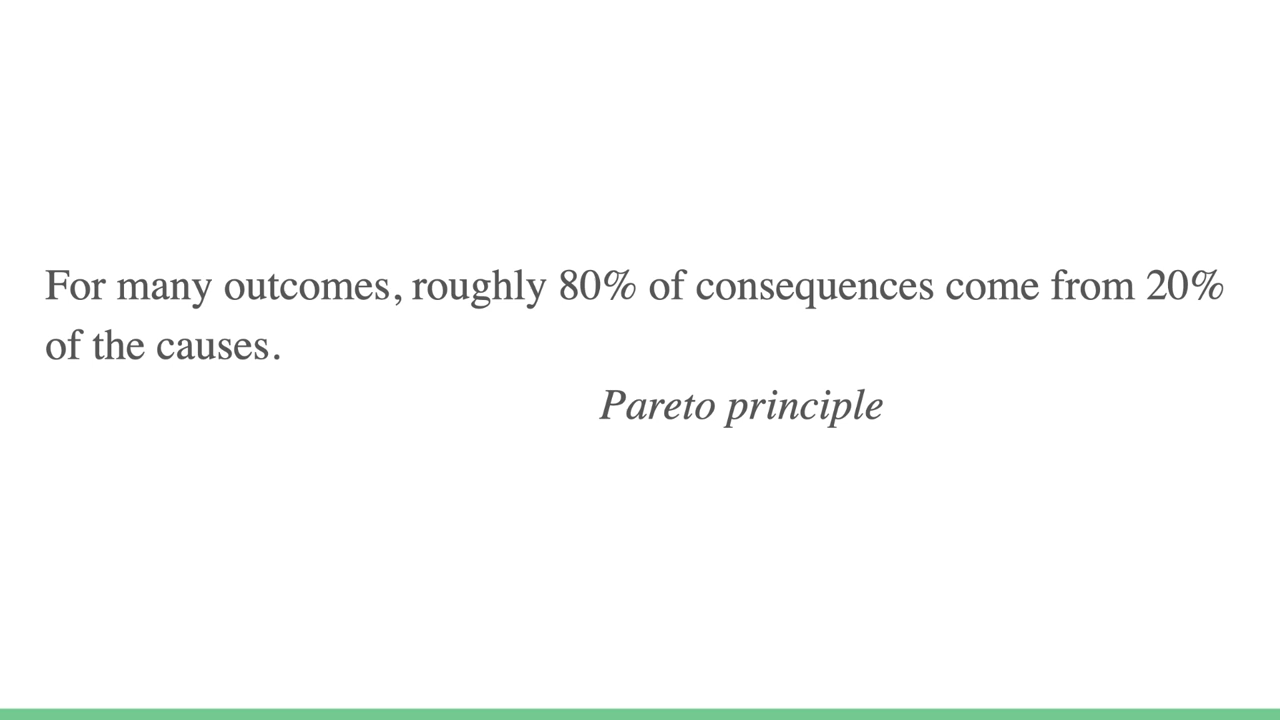 For many outcomes, roughly 80% of consequences come from 20%
of the causes.
Pareto principle